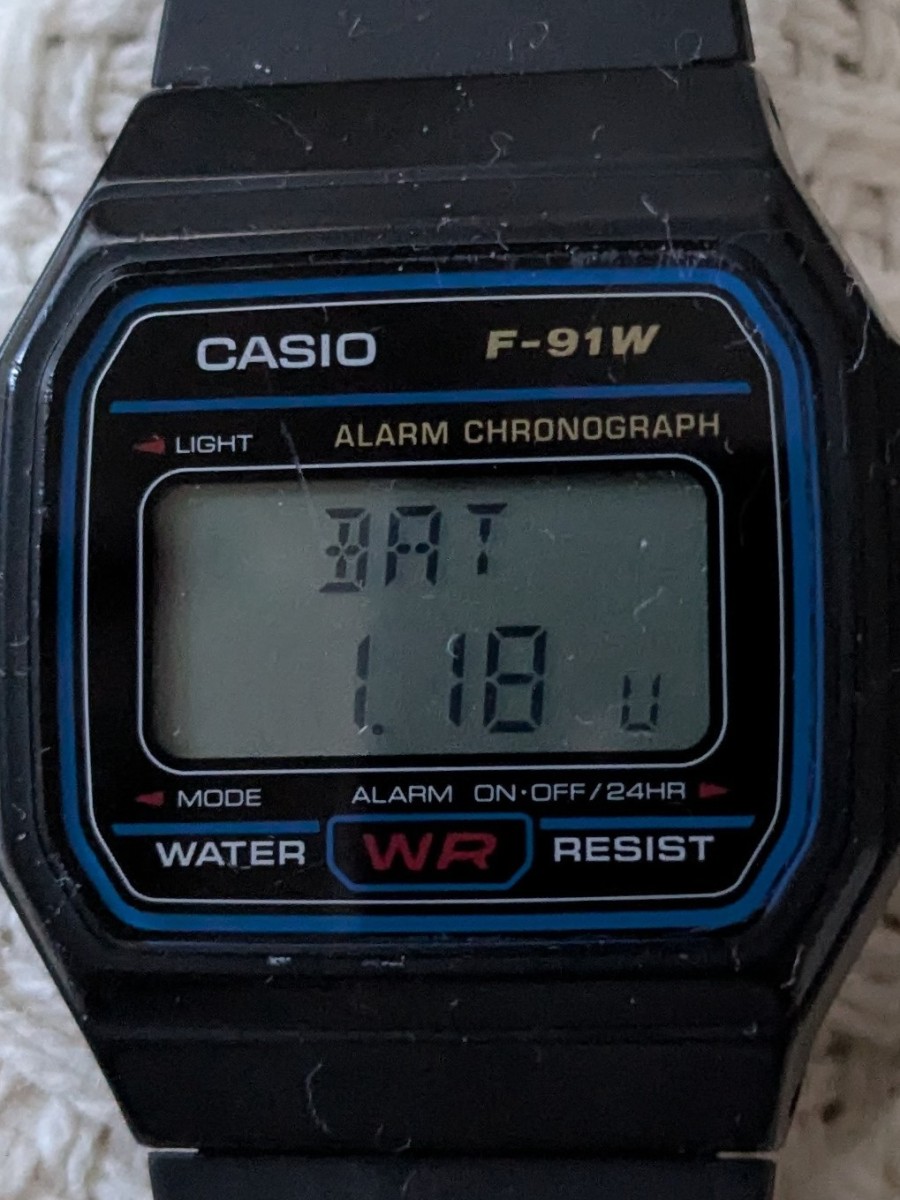 CASIO F-91W
LIGHT ALARM CHRONOGRAPH
BAT
1.18 u
MODE ALARM ON·OFF/24HR
WATER WR RESIST